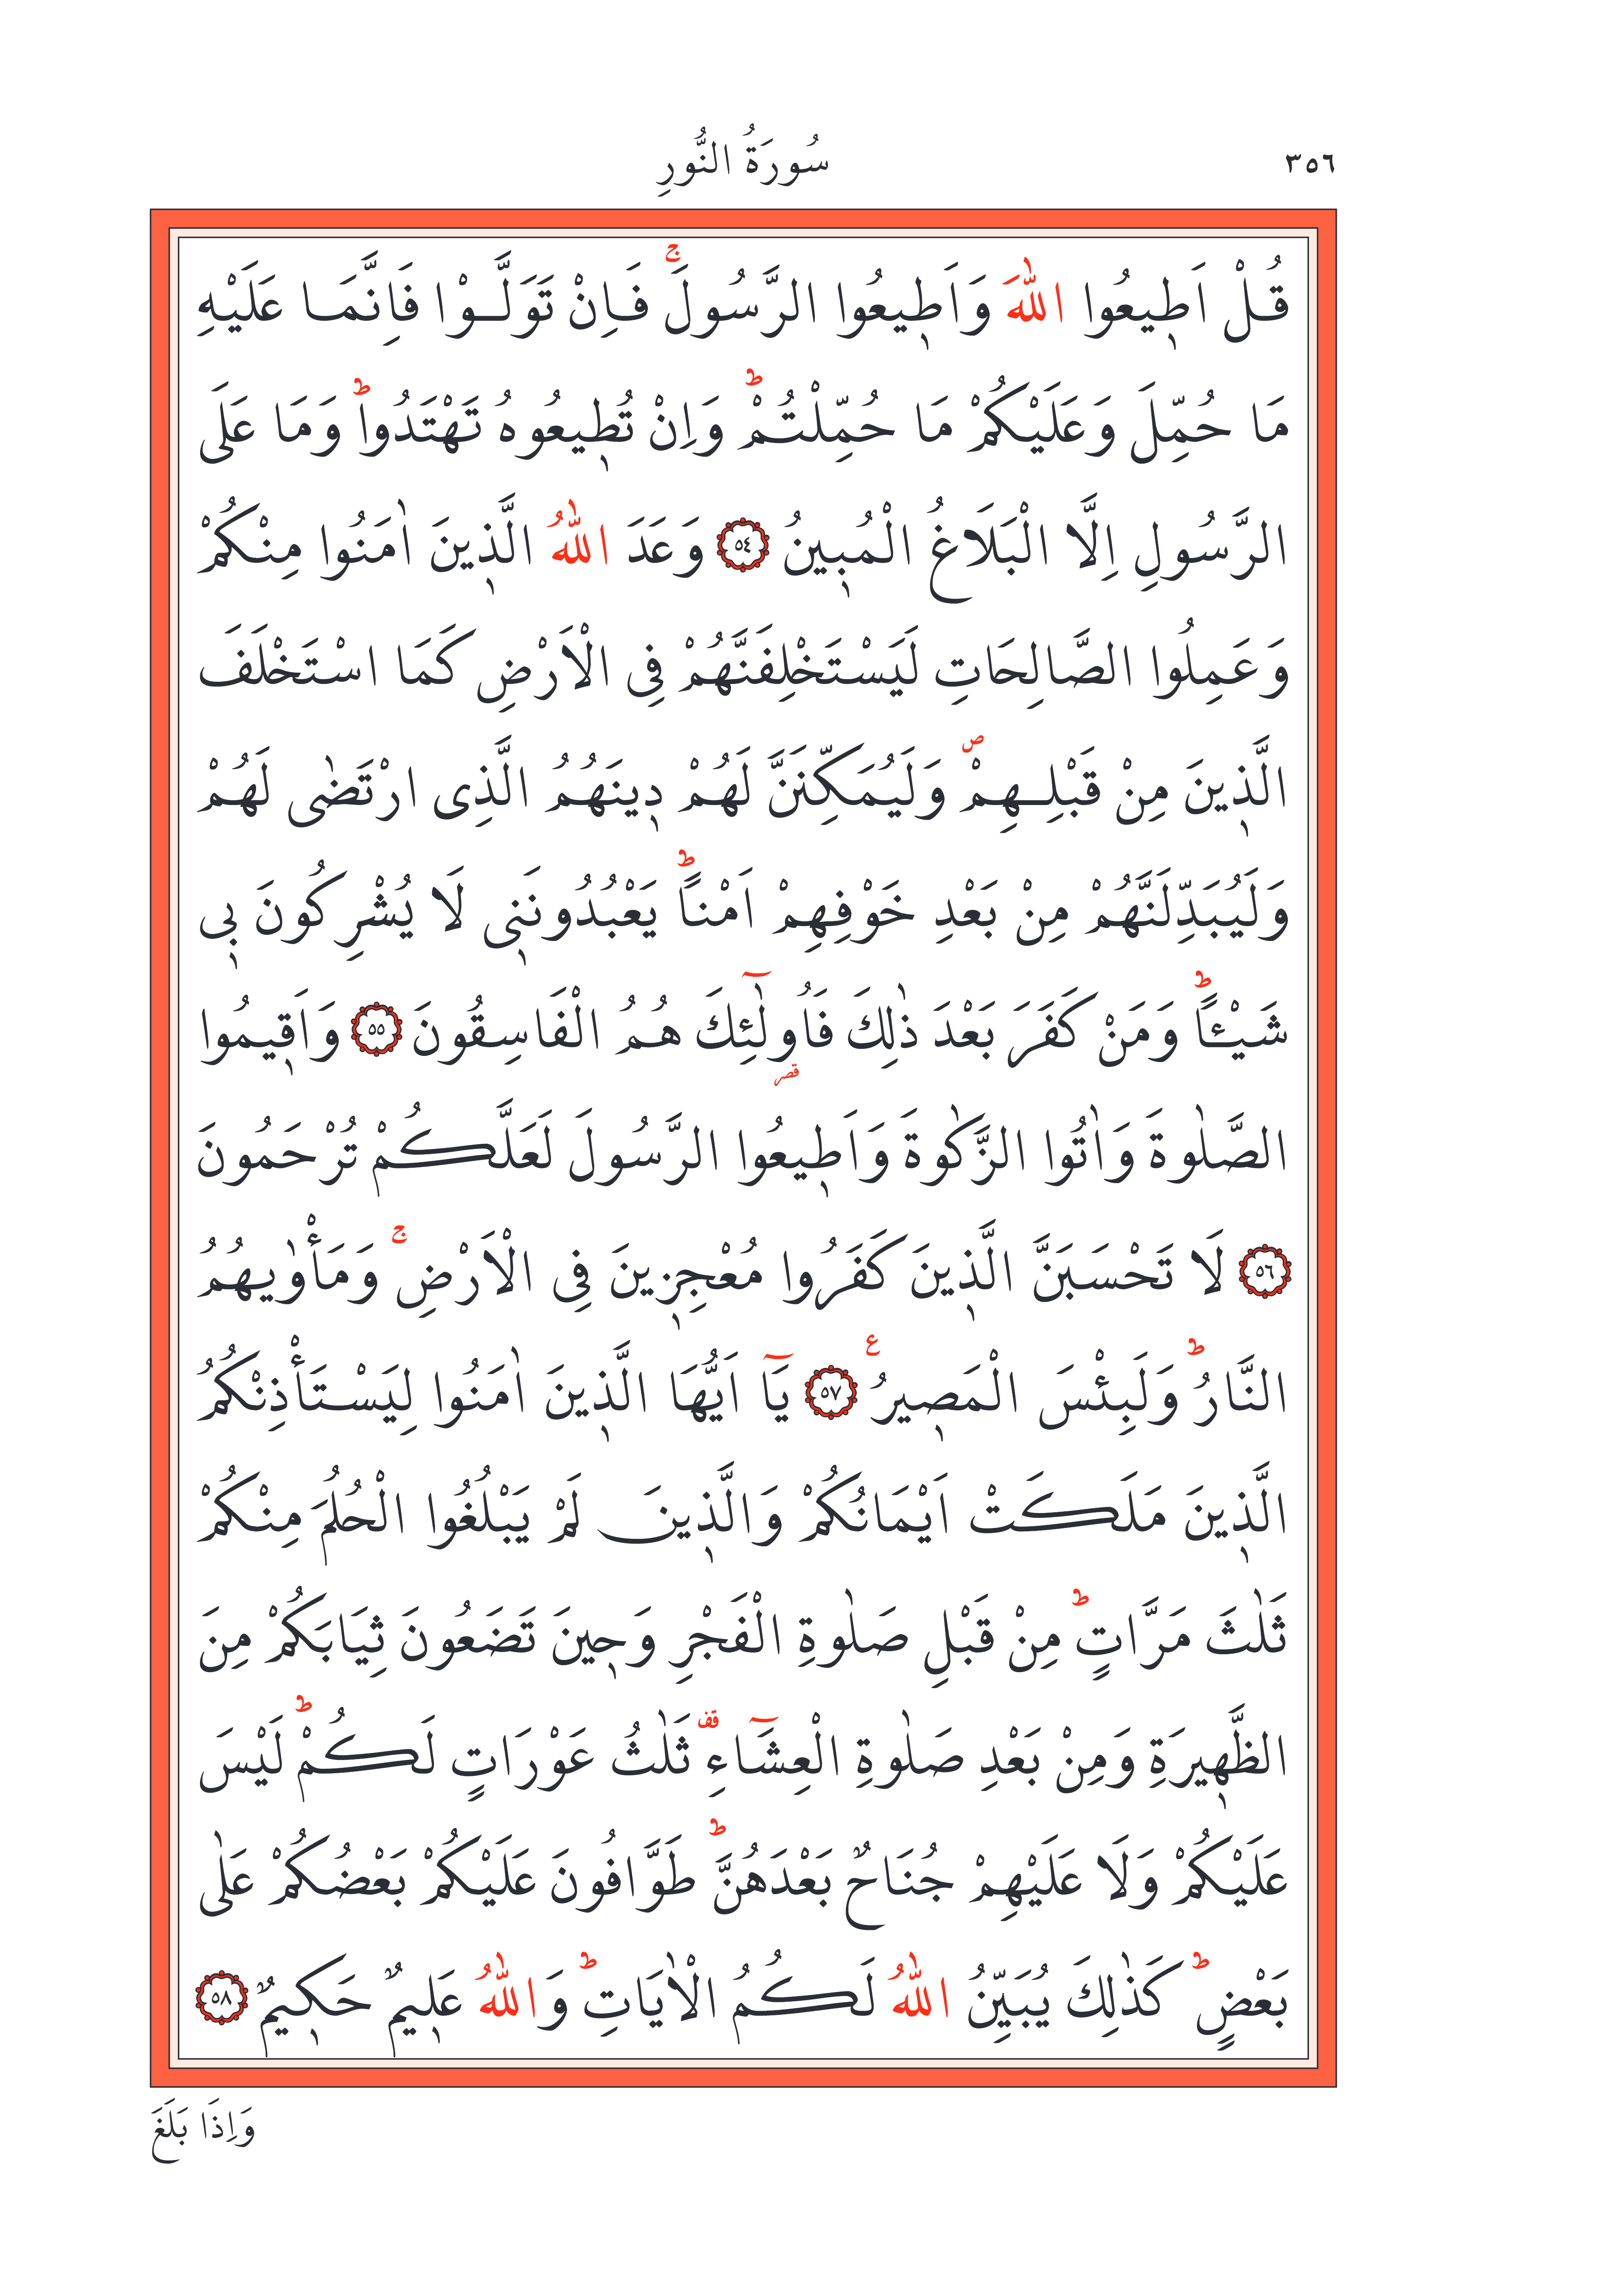 ٣٥٦
سُورَةُ النُّورِ
قُلْ اَطٖيعُوا اللّٰهَ وَاَطٖيعُوا الرَّسُولَۚ فَاِنْ تَوَلَّوْا فَاِنَّمَا عَلَيْهِ
مَا حُمِّلَ وَعَلَيْكُمْ مَا حُمِّلْتُمْؕ وَاِنْ تُطٖيعُوهُ تَهْتَدُواؕ وَمَا عَلَى
الرَّسُولِ اِلَّا الْبَلَاغُ الْمُبٖينُ ٥٤ وَعَدَ اللّٰهُ الَّذٖينَ اٰمَنُوا مِنْكُمْ
وَعَمِلُوا الصَّالِحَاتِ لَيَسْتَخْلِفَنَّهُمْ فِى الْاَرْضِ كَمَا اسْتَخْلَفَ
الَّذٖينَ مِنْ قَبْلِهِمْࣕ وَلَيُمَكِّنَنَّ لَهُمْ دٖينَهُمُ الَّذِى ارْتَضٰى لَهُمْ
وَلَيُبَدِّلَنَّهُمْ مِنْ بَعْدِ خَوْفِهِمْ اَمْناًؕ يَعْبُدُونَنٖى لَا يُشْرِكُونَ بٖى
شَيْـٔاًؕ وَمَنْ كَفَرَ بَعْدَ ذٰلِكَ فَاُو۬لٰٓئِكَ هُمُ الْفَاسِقُونَ ٥٥ وَاَقٖيمُوا
قصر
الصَّلٰوةَ وَاٰتُوا الزَّكٰوةَ وَاَطٖيعُوا الرَّسُولَ لَعَلَّكُمْ تُرْحَمُونَ
٥٦ لَا تَحْسَبَنَّ الَّذٖينَ كَفَرُوا مُعْجِزٖينَ فِى الْاَرْضِۚ وَمَأْوٰيهُمُ
النَّارُؕ وَلَبِئْسَ الْمَصٖيرُ ع ٥٧ يَٓا اَيُّهَا الَّذٖينَ اٰمَنُوا لِيَسْتَأْذِنْكُمُ
الَّذٖينَ مَلَكَتْ اَيْمَانُكُمْ وَالَّذٖينَ لَمْ يَبْلُغُوا الْحُلُمَ مِنْكُمْ
ثَلٰثَ مَرَّاتٍؕ مِنْ قَبْلِ صَلٰوةِ الْفَجْرِ وَحٖينَ تَضَعُونَ ثِيَابَكُمْ مِنَ
الظَّهٖيرَةِ وَمِنْ بَعْدِ صَلٰوةِ الْعِشَٓاءِ قف ثَلٰثُ عَوْرَاتٍ لَكُمْؕ لَيْسَ
عَلَيْكُمْ وَلَا عَلَيْهِمْ جُنَاحٌ بَعْدَهُنَّؕ طَوَّافُونَ عَلَيْكُمْ بَعْضُكُمْ عَلٰى
بَعْضٍؕ كَذٰلِكَ يُبَيِّنُ اللّٰهُ لَكُمُ الْاٰيَاتِؕ وَاللّٰهُ عَلٖيمٌ حَكٖيمٌ ٥٨
وَاِذَا بَلَغَ